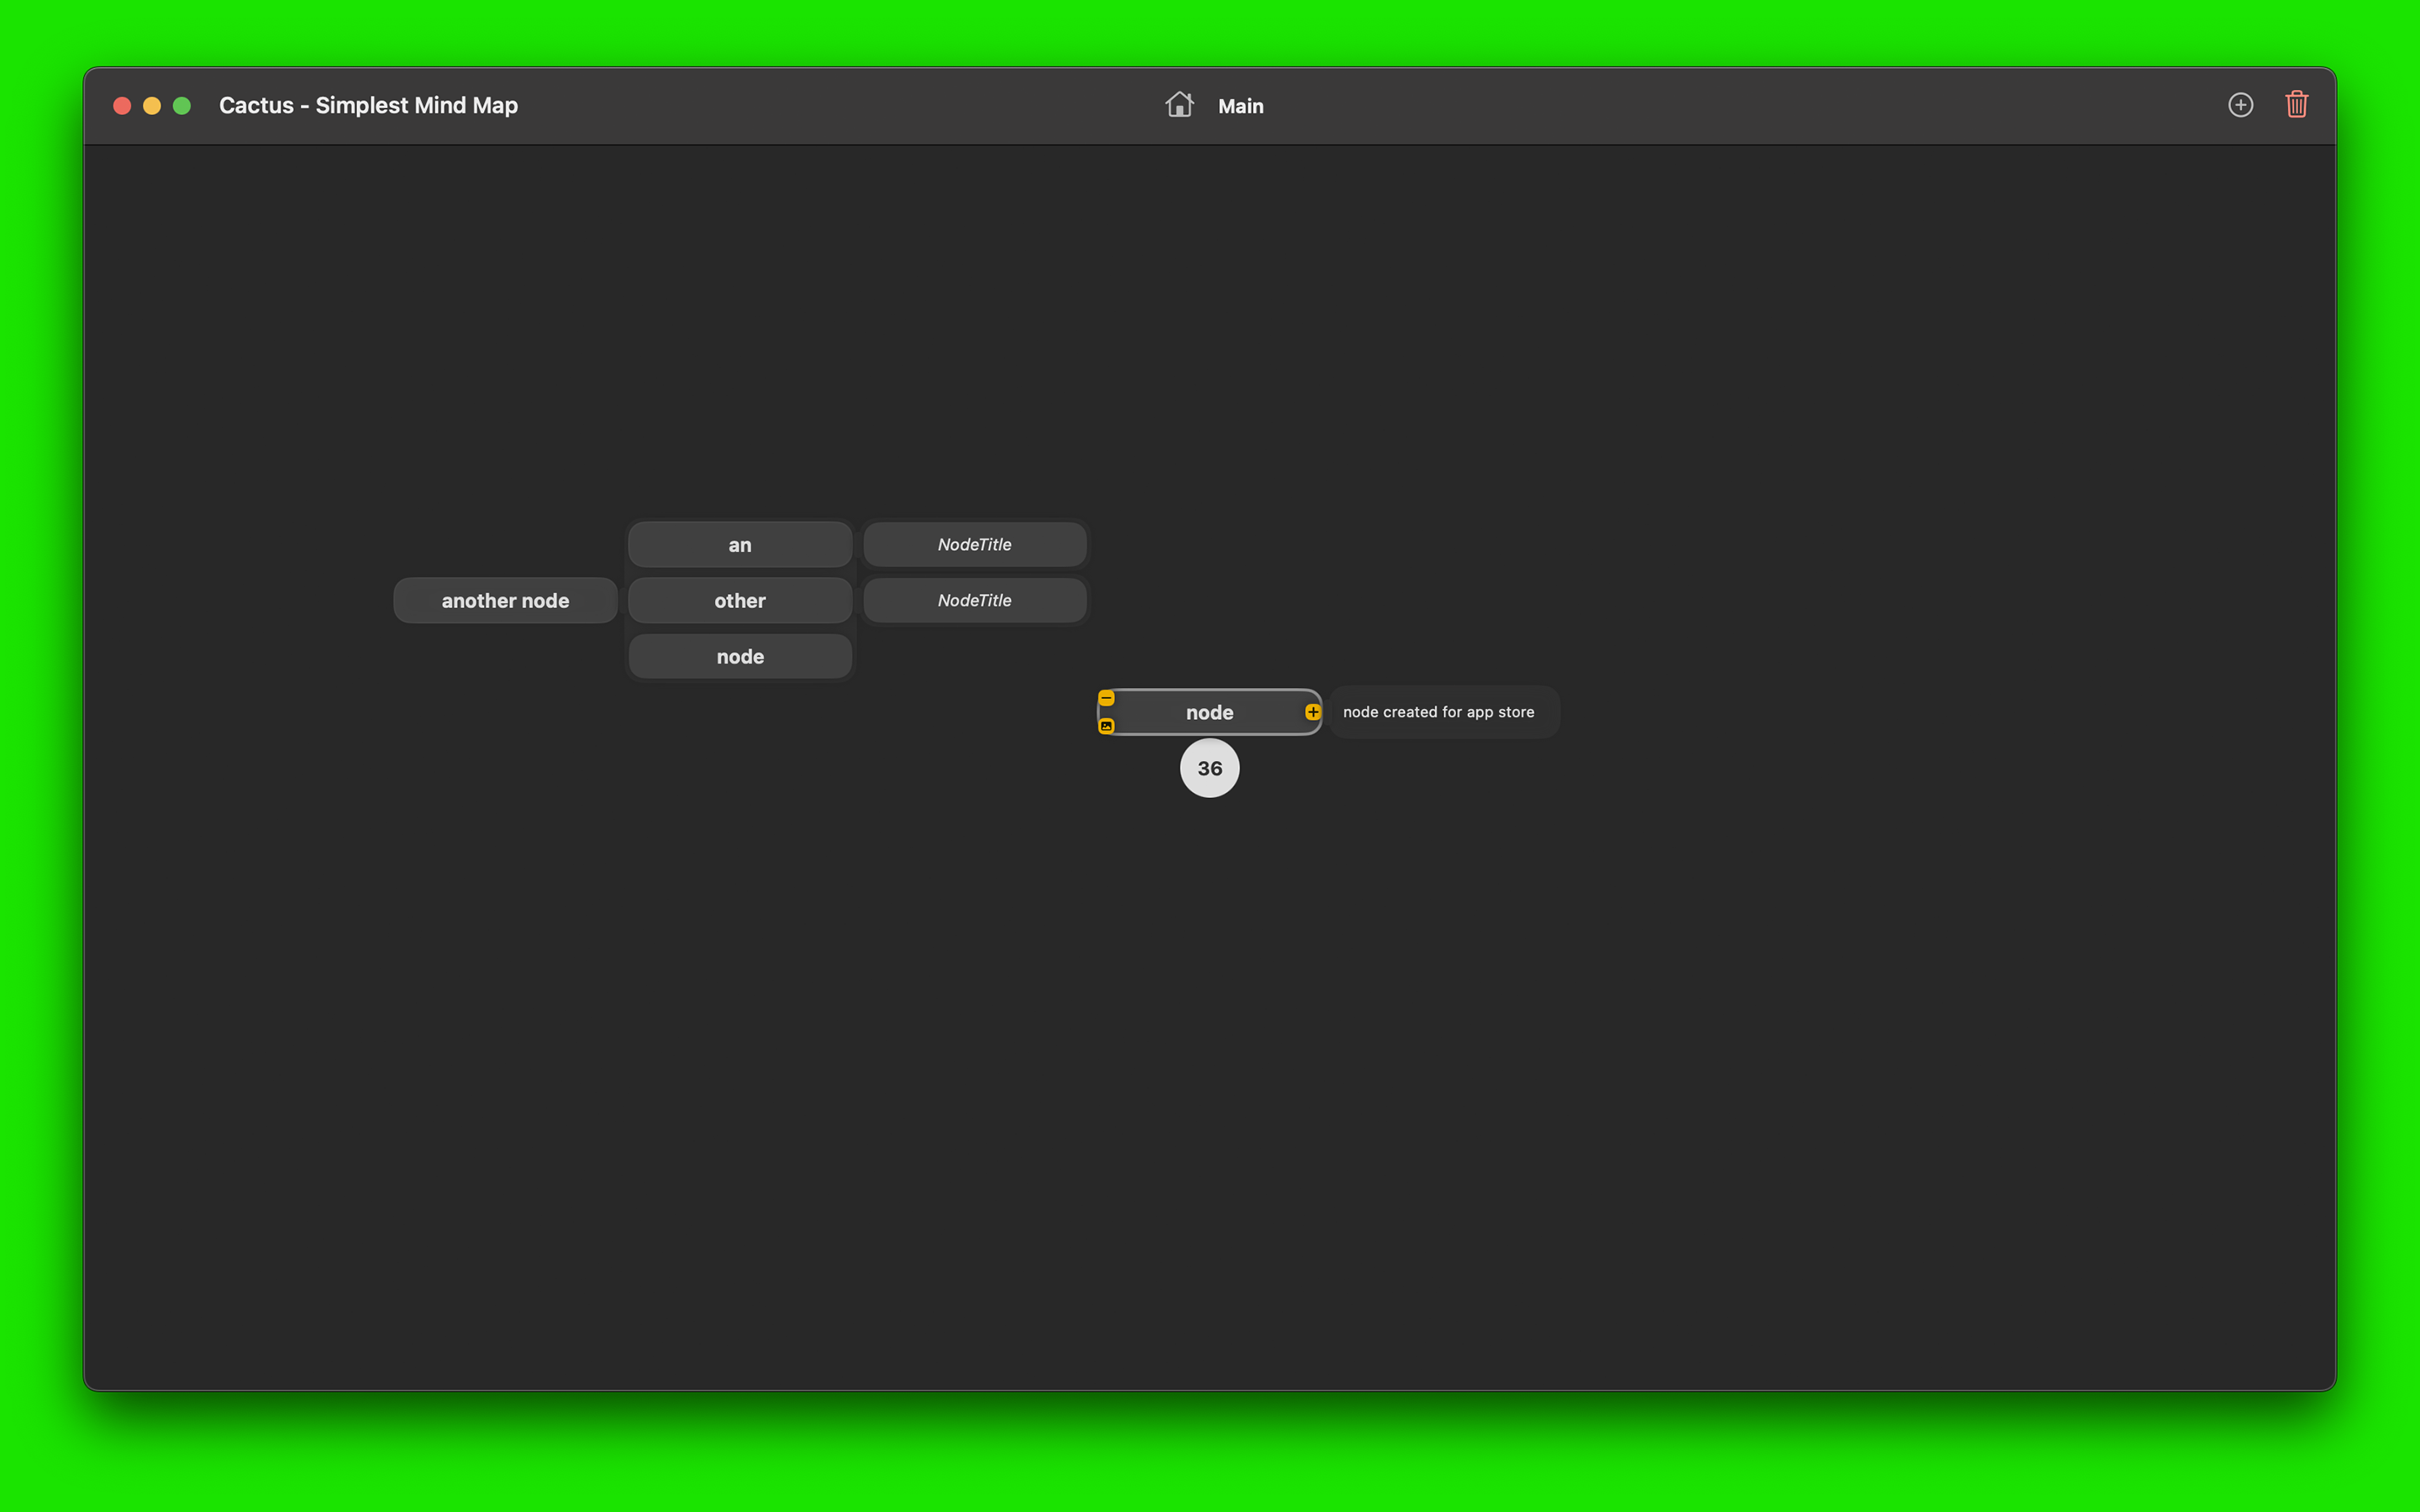 Cactus - Simplest Mind Map
Main
an
NodeTitle
another node
other
NodeTitle
node
node
node created for app store
36